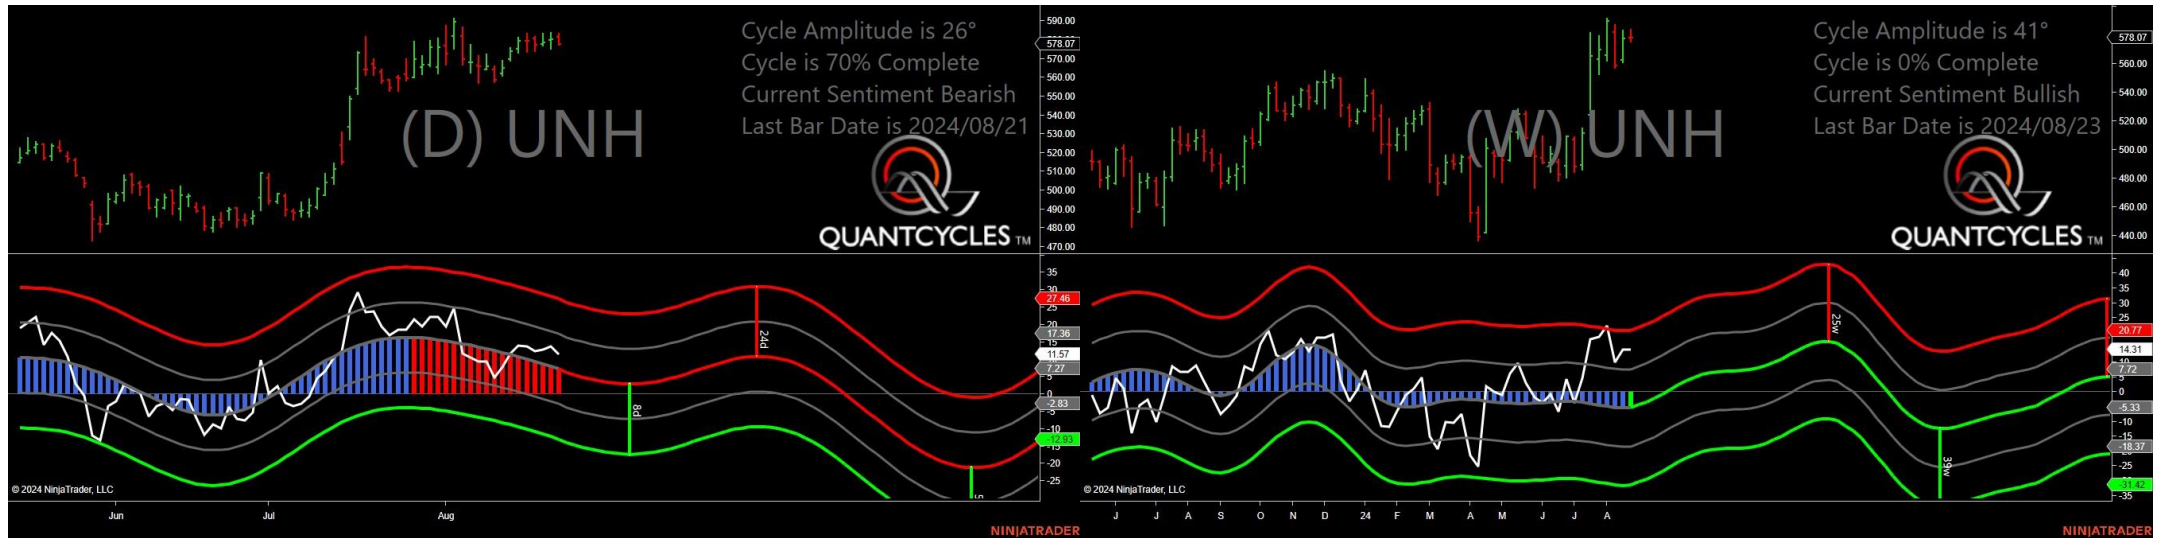 Cycle Amplitude is 26°
Cycle is 70% Complete
Current Sentiment Bearish
Last Bar Date is 2024/08/21
(D) UNH
QUANTCYCLES TM
590.00
578.07
570.00
560.00
550.00
540.00
530.00
520.00
510.00
500.00
490.00
480.00
470.00
35
30
27.46
25
20
17.36
11.57
7.27
5
0
-2.83
-5
-10
-12.93
-15
-20
-25
24d
8d
© 2024 NinjaTrader, LLC
Jun
Jul
Aug
NINJATRADER
Cycle Amplitude is 41°
Cycle is 0% Complete
Current Sentiment Bullish
Last Bar Date is 2024/08/23
(W) UNH
QUANTCYCLES TM
578.07
560.00
540.00
520.00
500.00
480.00
460.00
440.00
40
35
30
25
20.77
14.31
10
7.72
5
0
-5.33
-10
-15
-18.37
-25
-31.42
-35
25w
39w
© 2024 NinjaTrader, LLC
J J A S O N D 24 F M A M J J A
NINJATRADER